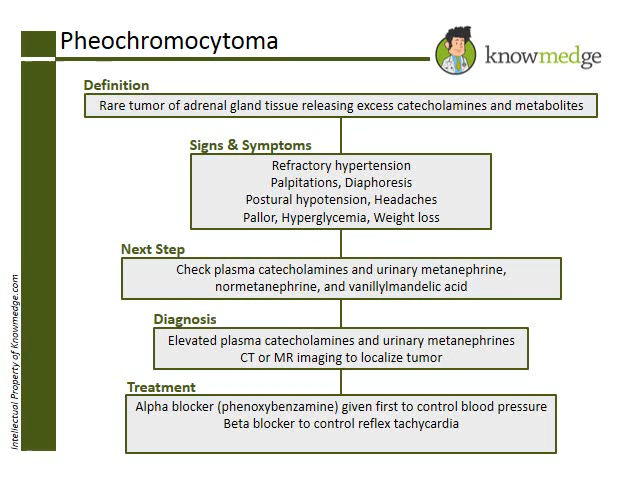 Pheochromocytoma
knowmedge
Definition
Rare tumor of adrenal gland tissue releasing excess catecholamines and metabolites
Signs & Symptoms
Refractory hypertension
Palpitations, Diaphoresis
Postural hypotension, Headaches
Pallor, Hyperglycemia, Weight loss
Next Step
Check plasma catecholamines and urinary metanephrine,
normetanephrine, and vanillylmandelic acid
Diagnosis
Elevated plasma catecholamines and urinary metanephrines
CT or MR imaging to localize tumor
Treatment
Alpha blocker (phenoxybenzamine) given first to control blood pressure
Beta blocker to control reflex tachycardia
Intellectual Property of Knowmedge.com